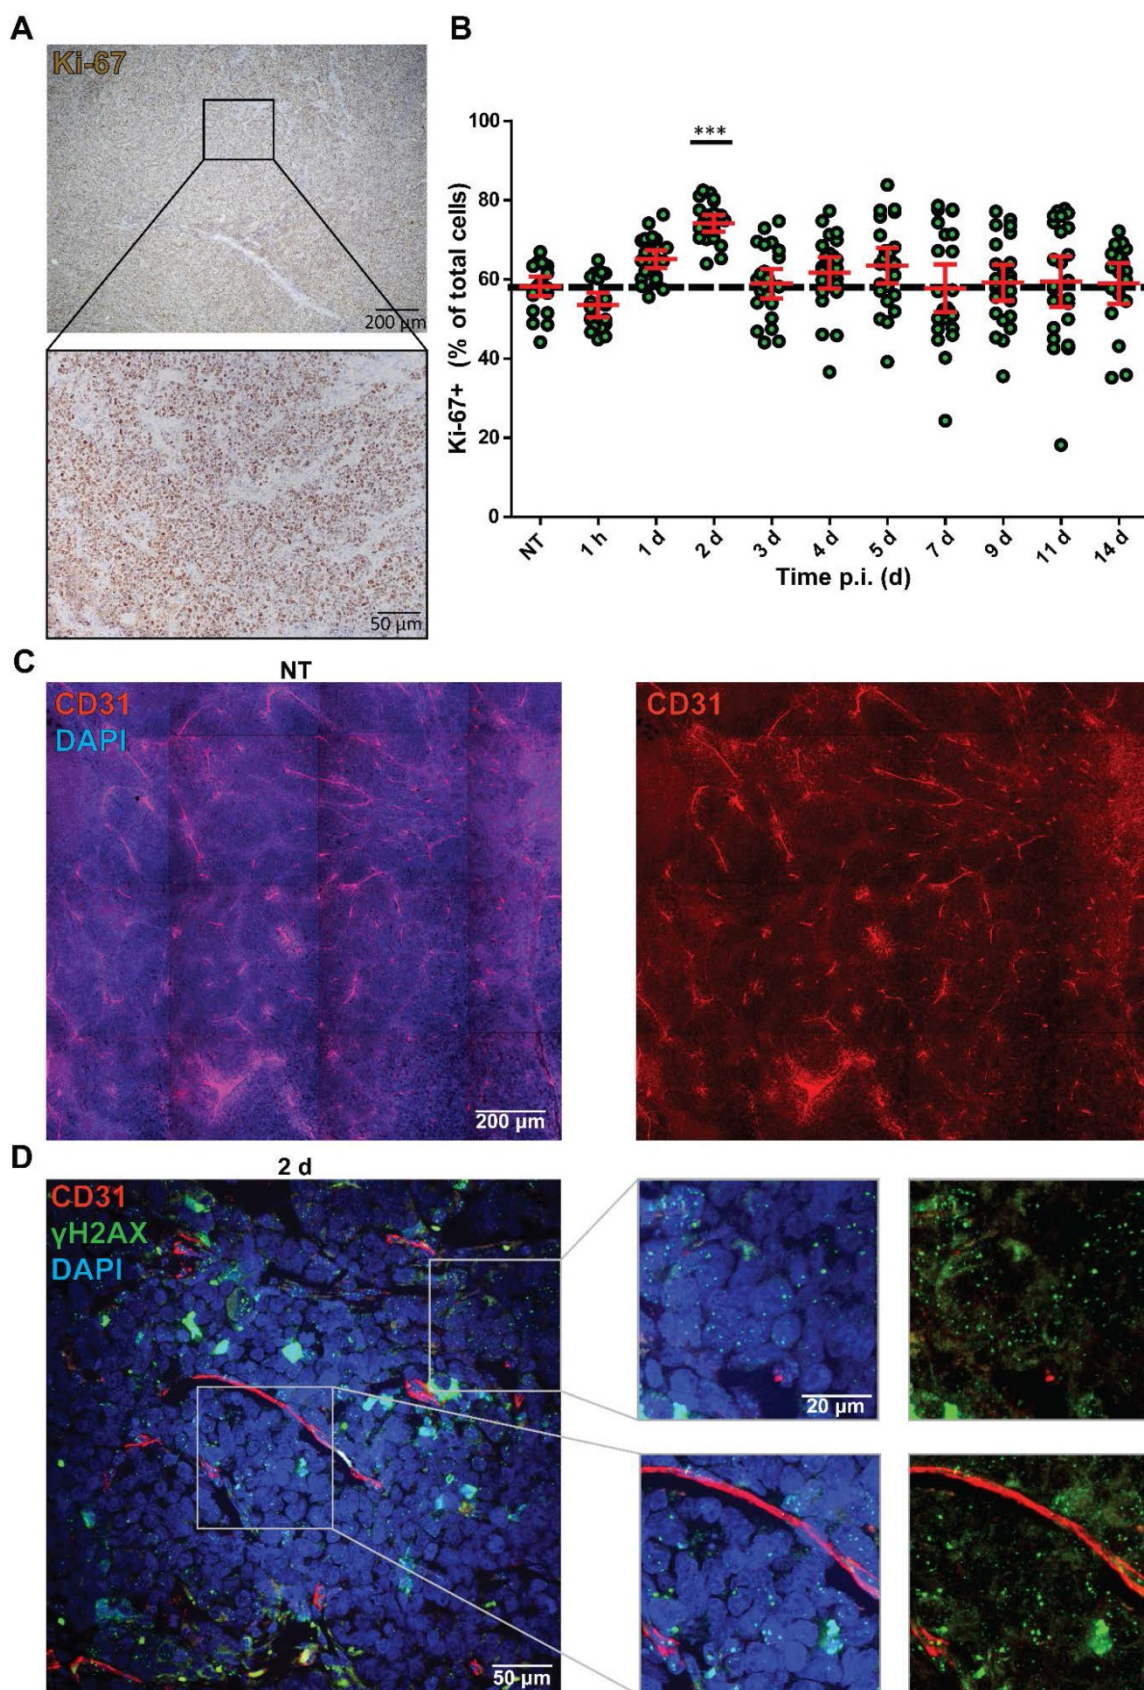 A
Ki-67
200 µm
50 µm
B
Ki-67+ (% of total cells)
100
80
60
40
20
0
***
NT
1 h
1 d
2 d
3 d
4 d
5 d
7 d
9 d
11 d
14 d
Time p.i. (d)
C
NT
CD31
DAPI
200 µm
CD31
D
2 d
CD31
γH2AX
DAPI
50 µm
20 µm